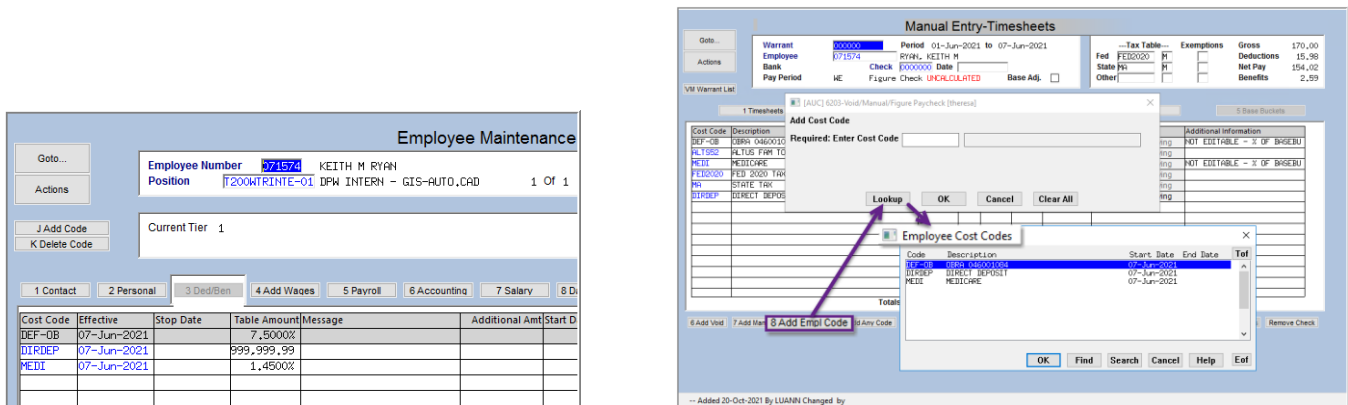 Employee Maintenance
Goto...
Actions
Employee Number 071574 KEITH M RYAN
Position T200WTRINTE-01 DPW INTERN - GIS-AUTO.CAD 1 Of 1
J Add Code
K Delete Code
Current Tier 1
1 Contact 2 Personal 3 Ded/Ben 4 Add Wages 5 Payroll 6 Accounting 7 Salary
Cost Code Effective Stop Date Table Amount Message Additional Amt Start D
DEF-OB 07-Jun-2021 7.5000%
DIRDEP 07-Jun-2021 999,999.99
MEDI 07-Jun-2021 1.4500%
Manual Entry-Timesheets
Goto...
Actions
VM Warrant List
Warrant 000000 Period 01-Jun-2021 to 07-Jun-2021
Employee 071574 RYAN, KEITH M
Bank Check 0000000 Date
Pay Period WE Figure Check UNCALCULATED Base Adj.
---Tax Table--- Exemptions Gross 170.00
Fed FED2020 M Deductions 15.98
State MA M Net Pay 154.02
Other Benefits 2.59
1 Timesheets 5 Base Buckets
[AUC] 6203-Void/Manual/Figure Paycheck [theresa]
Add Cost Code
Required: Enter Cost Code
Lookup OK Cancel Clear All
Cost Code Description Additional Information
DEF-OB OBRA 0460010 NOT EDITABLE - % OF BASEBU
ALTS52 ALTUS FAM TO
MEDI MEDICARE NOT EDITABLE - % OF BASEBU
FED2020 FED 2020 TAX
MA STATE TAX
DIRDEP DIRECT DEPOS
Employee Cost Codes
Code Description Start Date End Date Tof
DEF-OB OBRA 046001084 07-Jun-2021
DIRDEP DIRECT DEPOSIT 07-Jun-2021
MEDI MEDICARE 07-Jun-2021
OK Find Search Cancel Help Eof
Totals
6 Add Void 7 Add Man 8 Add Empl Code d Any Code Remove Check
-- Added 20-Oct-2021 By LUANN Changed by